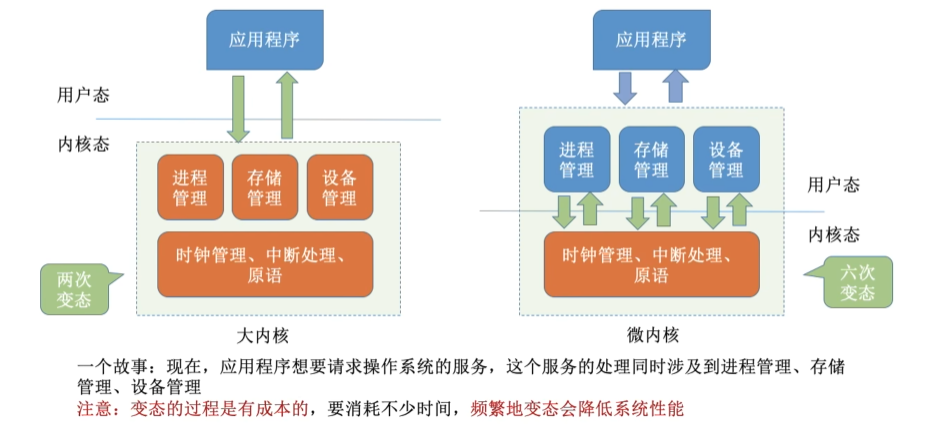 应用程序
用户态
内核态
进程
管理
存储
管理
设备
管理
时钟管理、中断处理、
原语
两次
变态
大内核
应用程序
进程
管理
存储
管理
设备
管理
用户态
内核态
时钟管理、中断处理、
原语
六次
变态
微内核
一个故事：现在，应用程序想要请求操作系统的服务，这个服务的处理同时涉及到进程管理、存储
管理、设备管理
注意：变态的过程是有成本的，要消耗不少时间，频繁地变态会降低系统性能